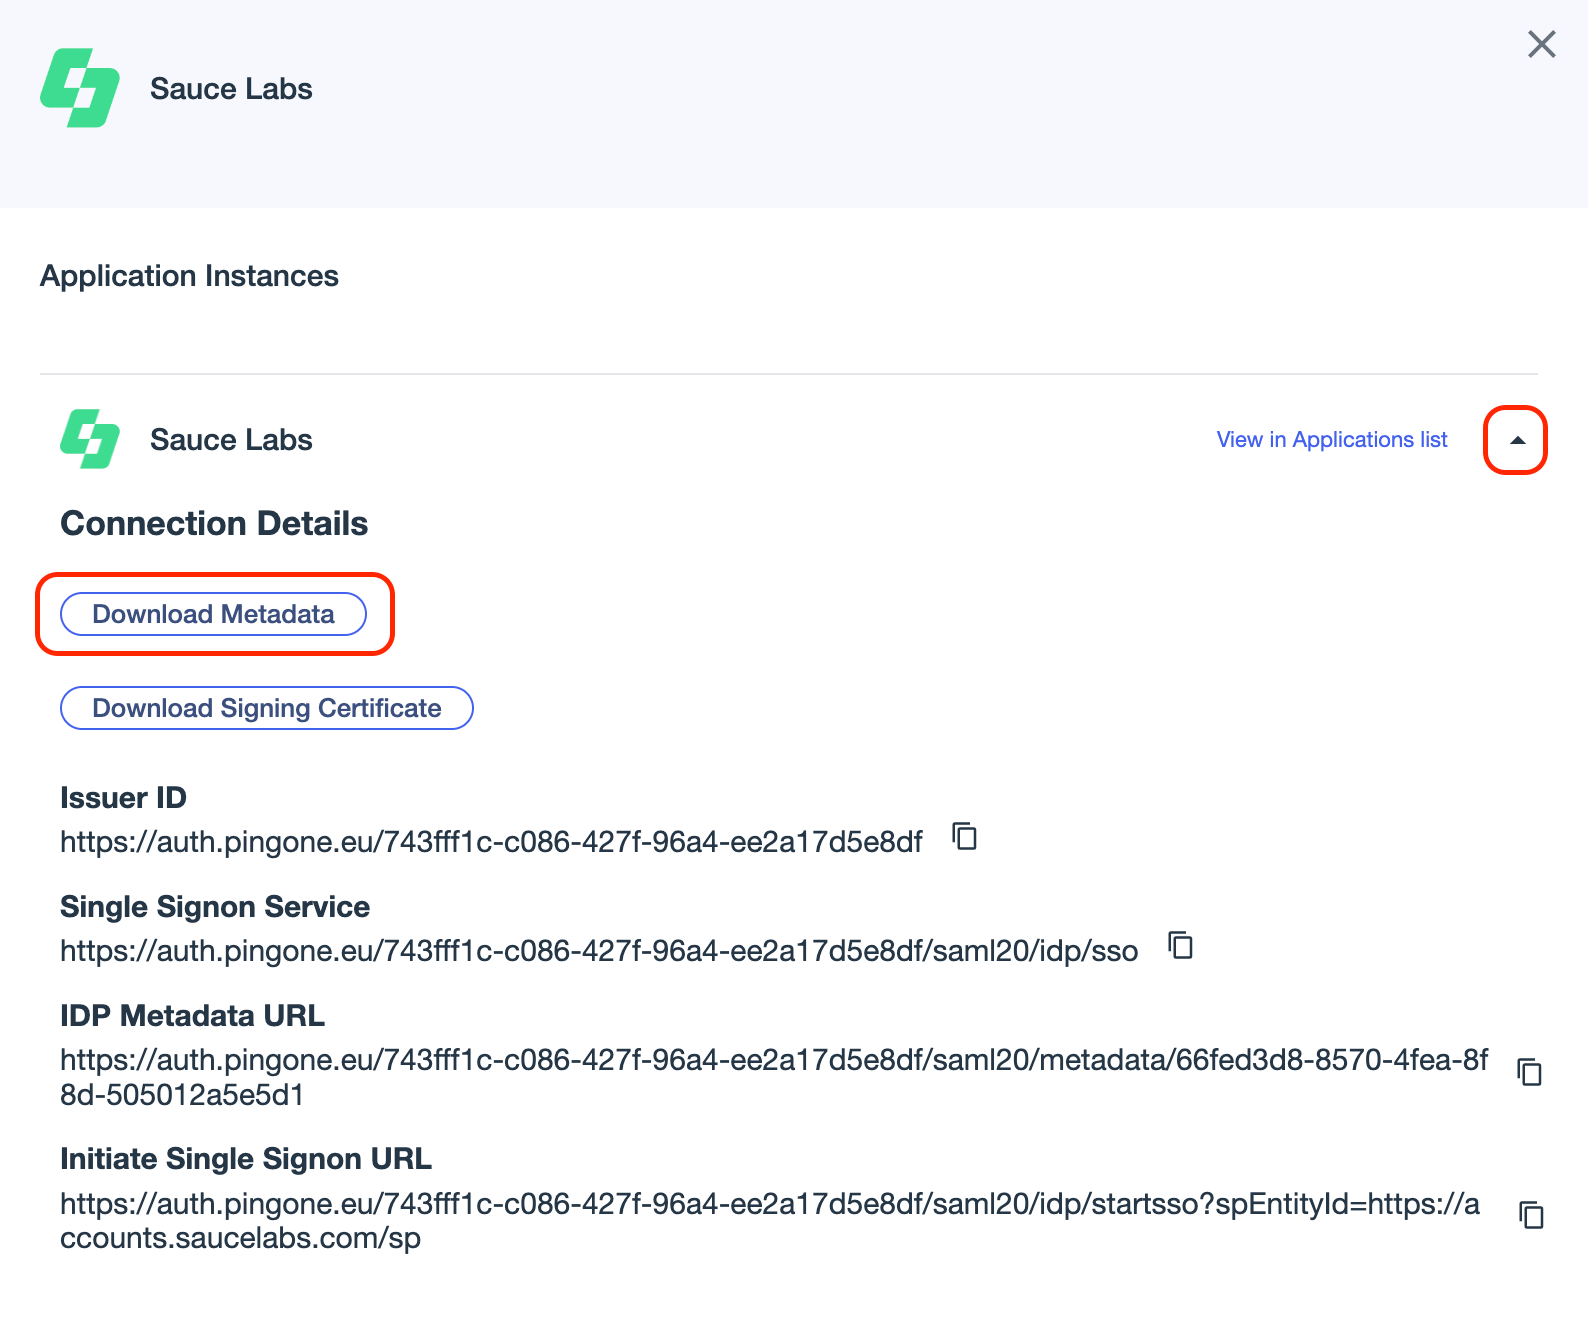 Sauce Labs
Application Instances
Sauce Labs
View in Applications list
Connection Details
Download Metadata
Download Signing Certificate
Issuer ID
https://auth.pingone.eu/743fff1c-c086-427f-96a4-ee2a17d5e8df
Single Signon Service
https://auth.pingone.eu/743fff1c-c086-427f-96a4-ee2a17d5e8df/saml20/idp/sso
IDP Metadata URL
https://auth.pingone.eu/743fff1c-c086-427f-96a4-ee2a17d5e8df/saml20/metadata/66fed3d8-8570-4fea-8f
8d-505012a5e5d1
Initiate Single Signon URL
https://auth.pingone.eu/743fff1c-c086-427f-96a4-ee2a17d5e8df/saml20/idp/startsso?spEntityId=https://a
ccounts.saucelabs.com/sp